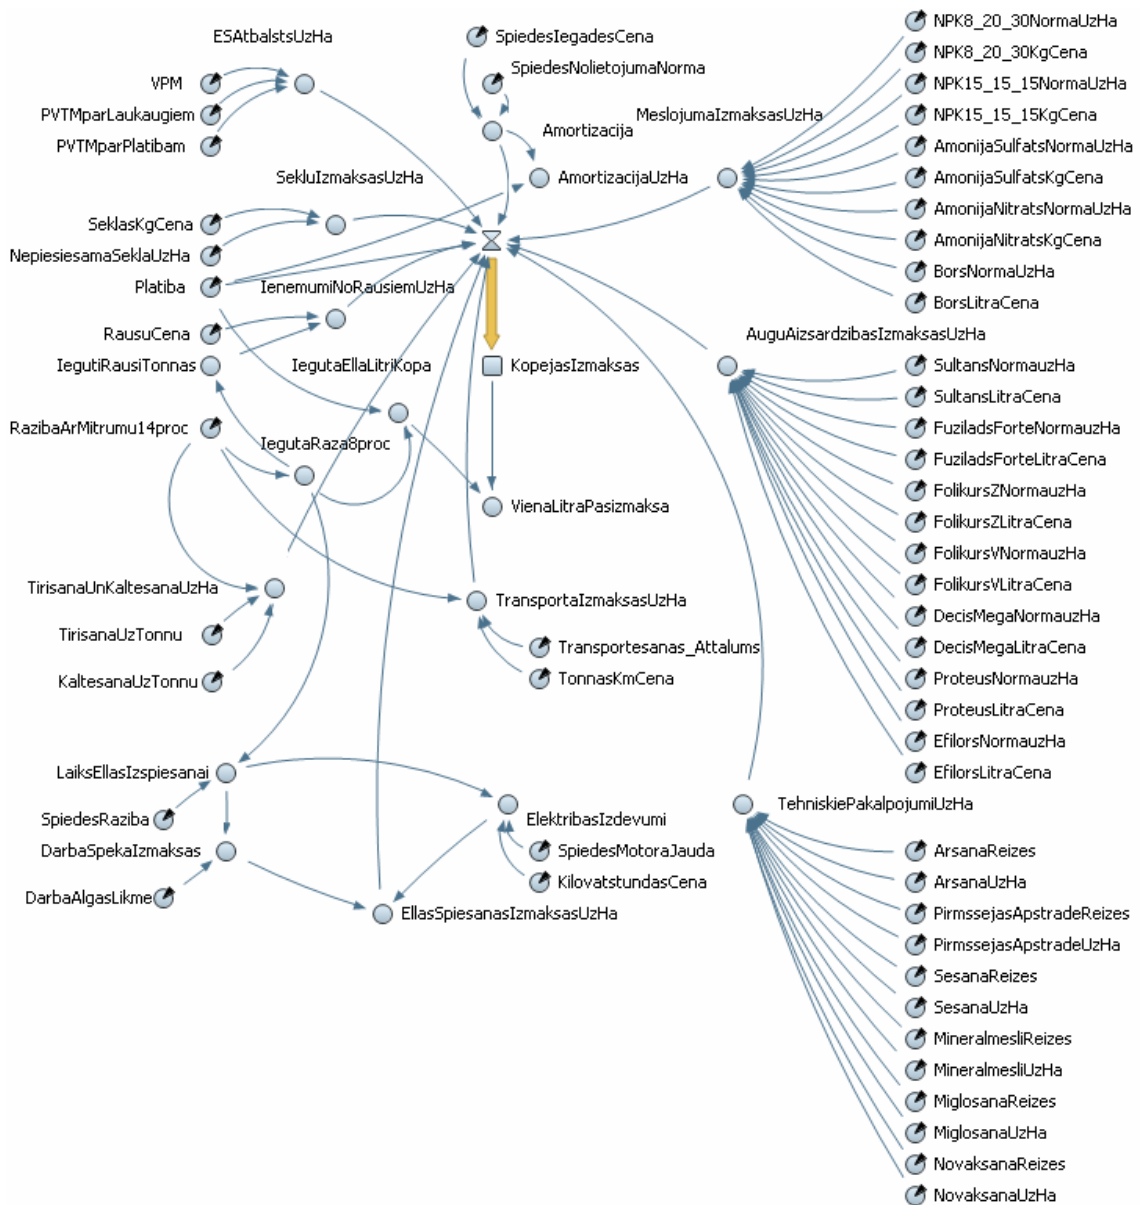 ESAtbalstsUzHa
VPM
PVTMparLaukaugiem
PVTMparPlatibam
SekluIzmaksasUzHa
SeklasKgCena
NepiesiesamaSeklaUzHa
Platiba
IenemumiNoRausiemUzHa
RausuCena
IegutiRausiTonnas
IegutaEllaLitriKopa
RazibaArMitrumu14proc
IegutaRaza8proc
TirisanaUnKaltesanaUzHa
TirisanaUzTonnu
KaltesanaUzTonnu
LaiksEllasIzspiesanai
SpiedesRaziba
DarbaSpekaIzmaksas
DarbaAlgasLikme
SpiedesIegadesCena
SpiedesNolietojumaNorma
Amortizacija
AmortizacijaUzHa
KopejasIzmaksas
VienaLitraPasizmaksa
TransportaIzmaksasUzHa
Transportesanas_Attalums
TonnasKmCena
ElektribasIzdevumi
SpiedesMotoraJauda
KilovatstundasCena
EllasSpiesanasIzmaksasUzHa
MeslojumaIzmaksasUzHa
NPK8_20_30NormaUzHa
NPK8_20_30KgCena
NPK15_15_15NormaUzHa
NPK15_15_15KgCena
AmonijaSulfatsNormaUzHa
AmonijaSulfatsKgCena
AmonijaNitratsNormaUzHa
AmonijaNitratsKgCena
BorsNormaUzHa
BorsLitraCena
AuguAizsardzibasIzmaksasUzHa
SultansNormauzHa
SultansLitraCena
FuziladsForteNormauzHa
FuziladsForteLitraCena
FolikursZNormauzHa
FolikursZLitraCena
FolikursVNormauzHa
FolikursVLitraCena
DecisMegaNormauzHa
DecisMegaLitraCena
ProteusNormauzHa
ProteusLitraCena
EfilorsNormauzHa
EfilorsLitraCena
TehniskiePakalpojumiUzHa
ArsanaReizes
ArsanaUzHa
PirmssejasApstradeReizes
PirmssejasApstradeUzHa
SesanaReizes
SesanaUzHa
MineralmesliReizes
MineralmesliUzHa
MiglosanaReizes
MiglosanaUzHa
NovaksanaReizes
NovaksanaUzHa